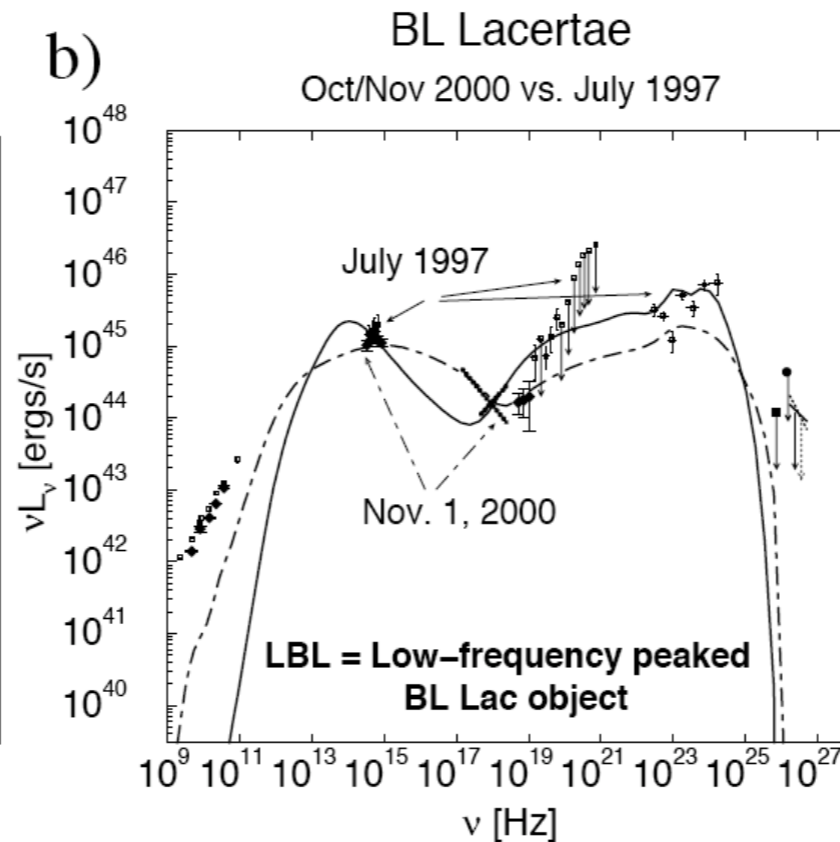 b)
BL Lacertae
Oct/Nov 2000 vs. July 1997
10^48
10^47
10^46
10^45
10^44
10^43
10^42
10^41
10^40
νL_ν [ergs/s]
July 1997
Nov. 1, 2000
LBL = Low−frequency peaked
BL Lac object
10^9 10^11 10^13 10^15 10^17 10^19 10^21 10^23 10^25 10^27
ν [Hz]